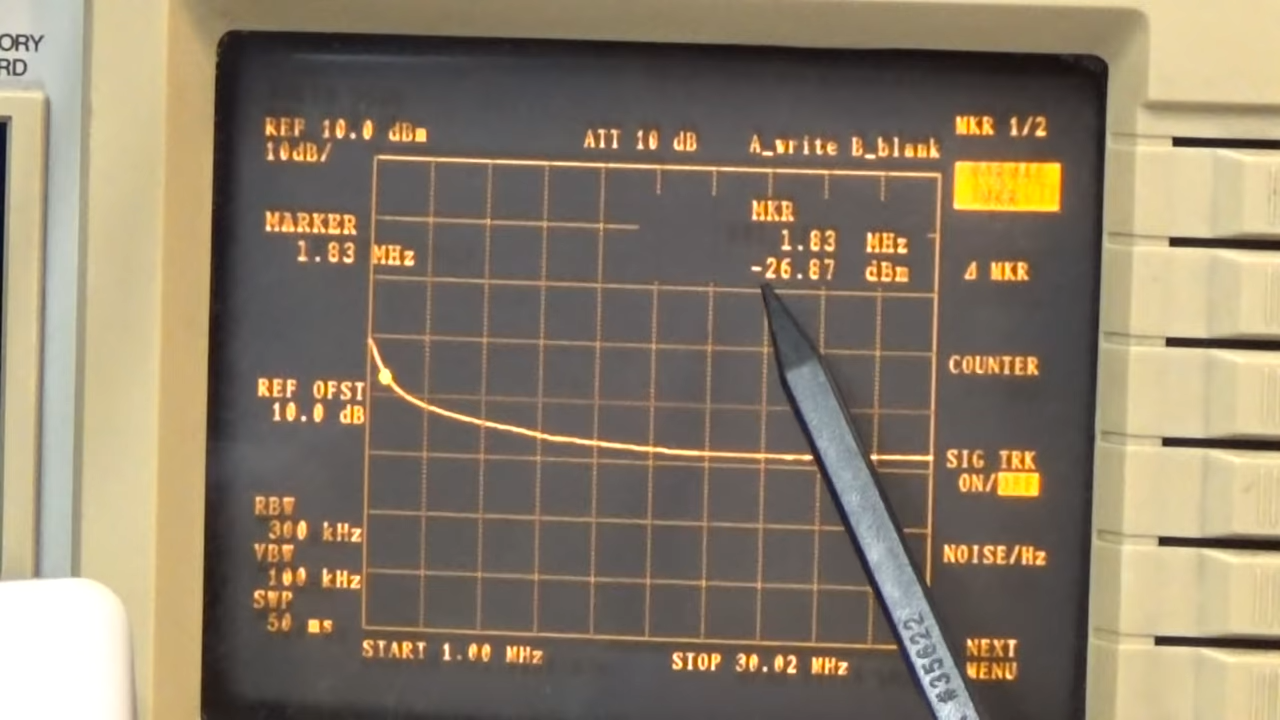 ORY
RD
REF 10.0 dBm
10dB/
ATT 10 dB
A_write B_blank
MKR 1/2
MARKER
1.83 MHz
MKR
1.83 MHz
-26.87 dBm
Δ MKR
COUNTER
REF OFST
10.0 dB
SIG TRK
ON/OFF
RBW
300 kHz
VBW
100 kHz
SWP
50 ms
NOISE/Hz
START 1.00 MHz
STOP 30.02 MHz
NEXT
MENU
#35622